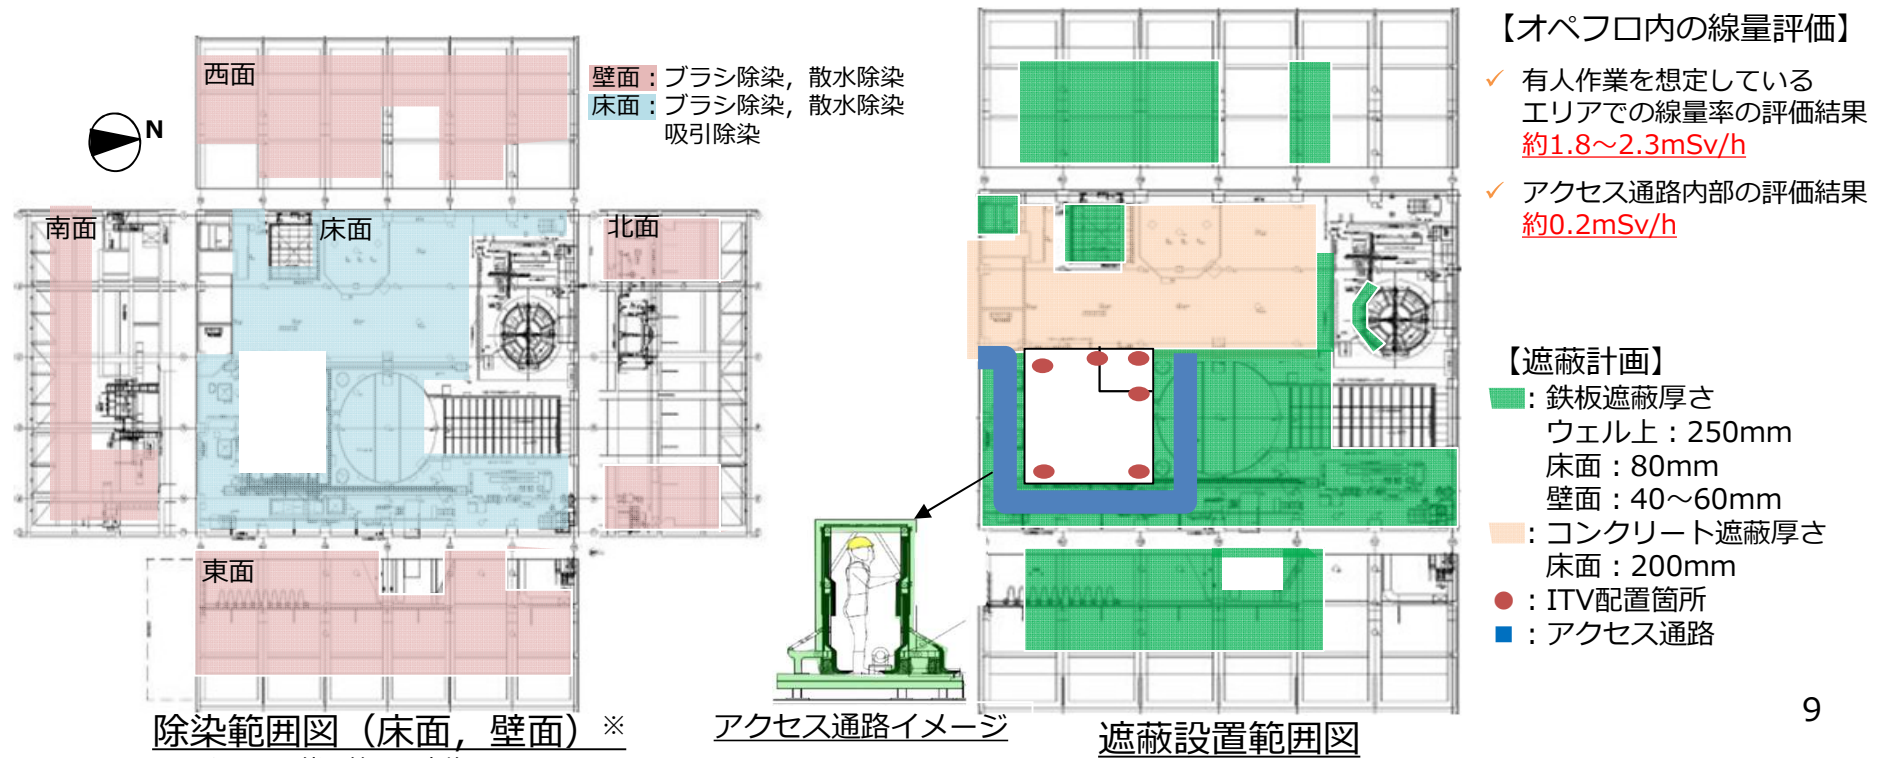 西面
N
壁面：ブラシ除染，散水除染
床面：ブラシ除染，散水除染
吸引除染
南面
床面
北面
東面
除染範囲図（床面，壁面）※
アクセス通路イメージ
遮蔽設置範囲図
【オペフロ内の線量評価】
✓ 有人作業を想定している
エリアでの線量率の評価結果
約1.8～2.3mSv/h
✓ アクセス通路内部の評価結果
約0.2mSv/h
【遮蔽計画】
：鉄板遮蔽厚さ
ウェル上：250mm
床面：80mm
壁面：40～60mm
：コンクリート遮蔽厚さ
床面：200mm
：ITV配置箇所
：アクセス通路
9